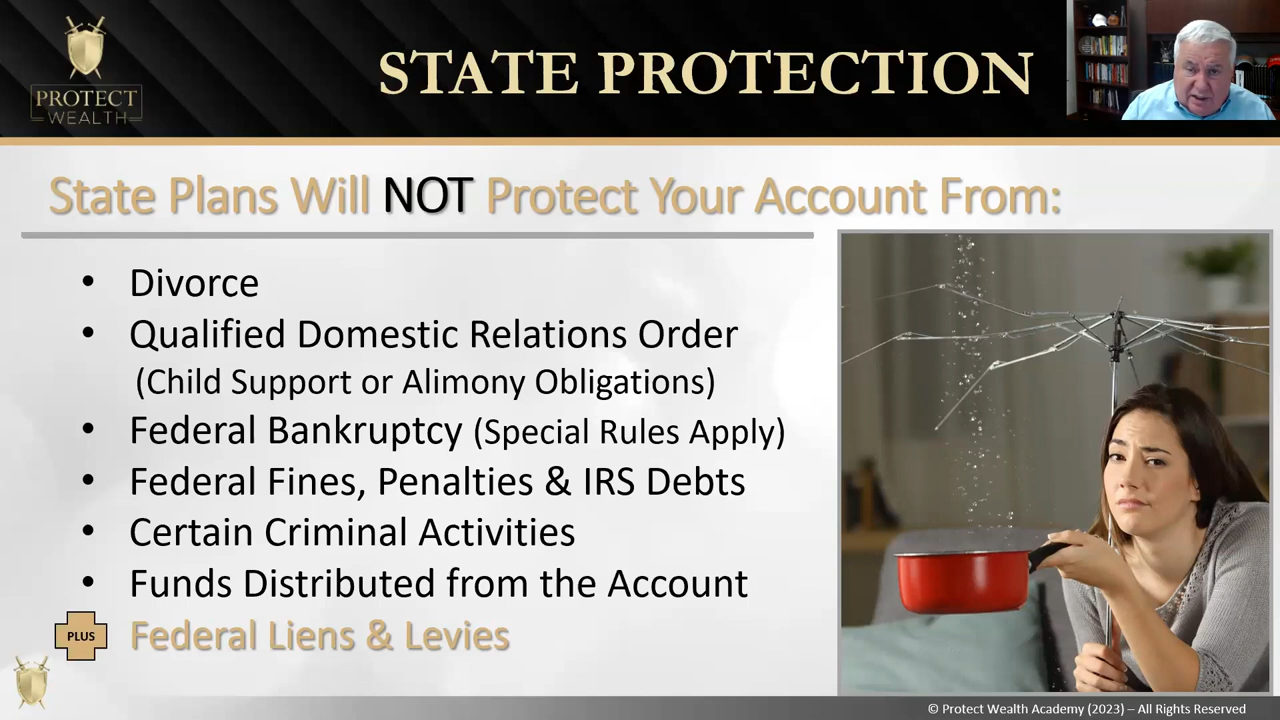 PROTECT
WEALTH
STATE PROTECTION
State Plans Will NOT Protect Your Account From:
• Divorce
• Qualified Domestic Relations Order
(Child Support or Alimony Obligations)
• Federal Bankruptcy (Special Rules Apply)
• Federal Fines, Penalties & IRS Debts
• Certain Criminal Activities
• Funds Distributed from the Account
PLUS Federal Liens & Levies
© Protect Wealth Academy (2023) – All Rights Reserved